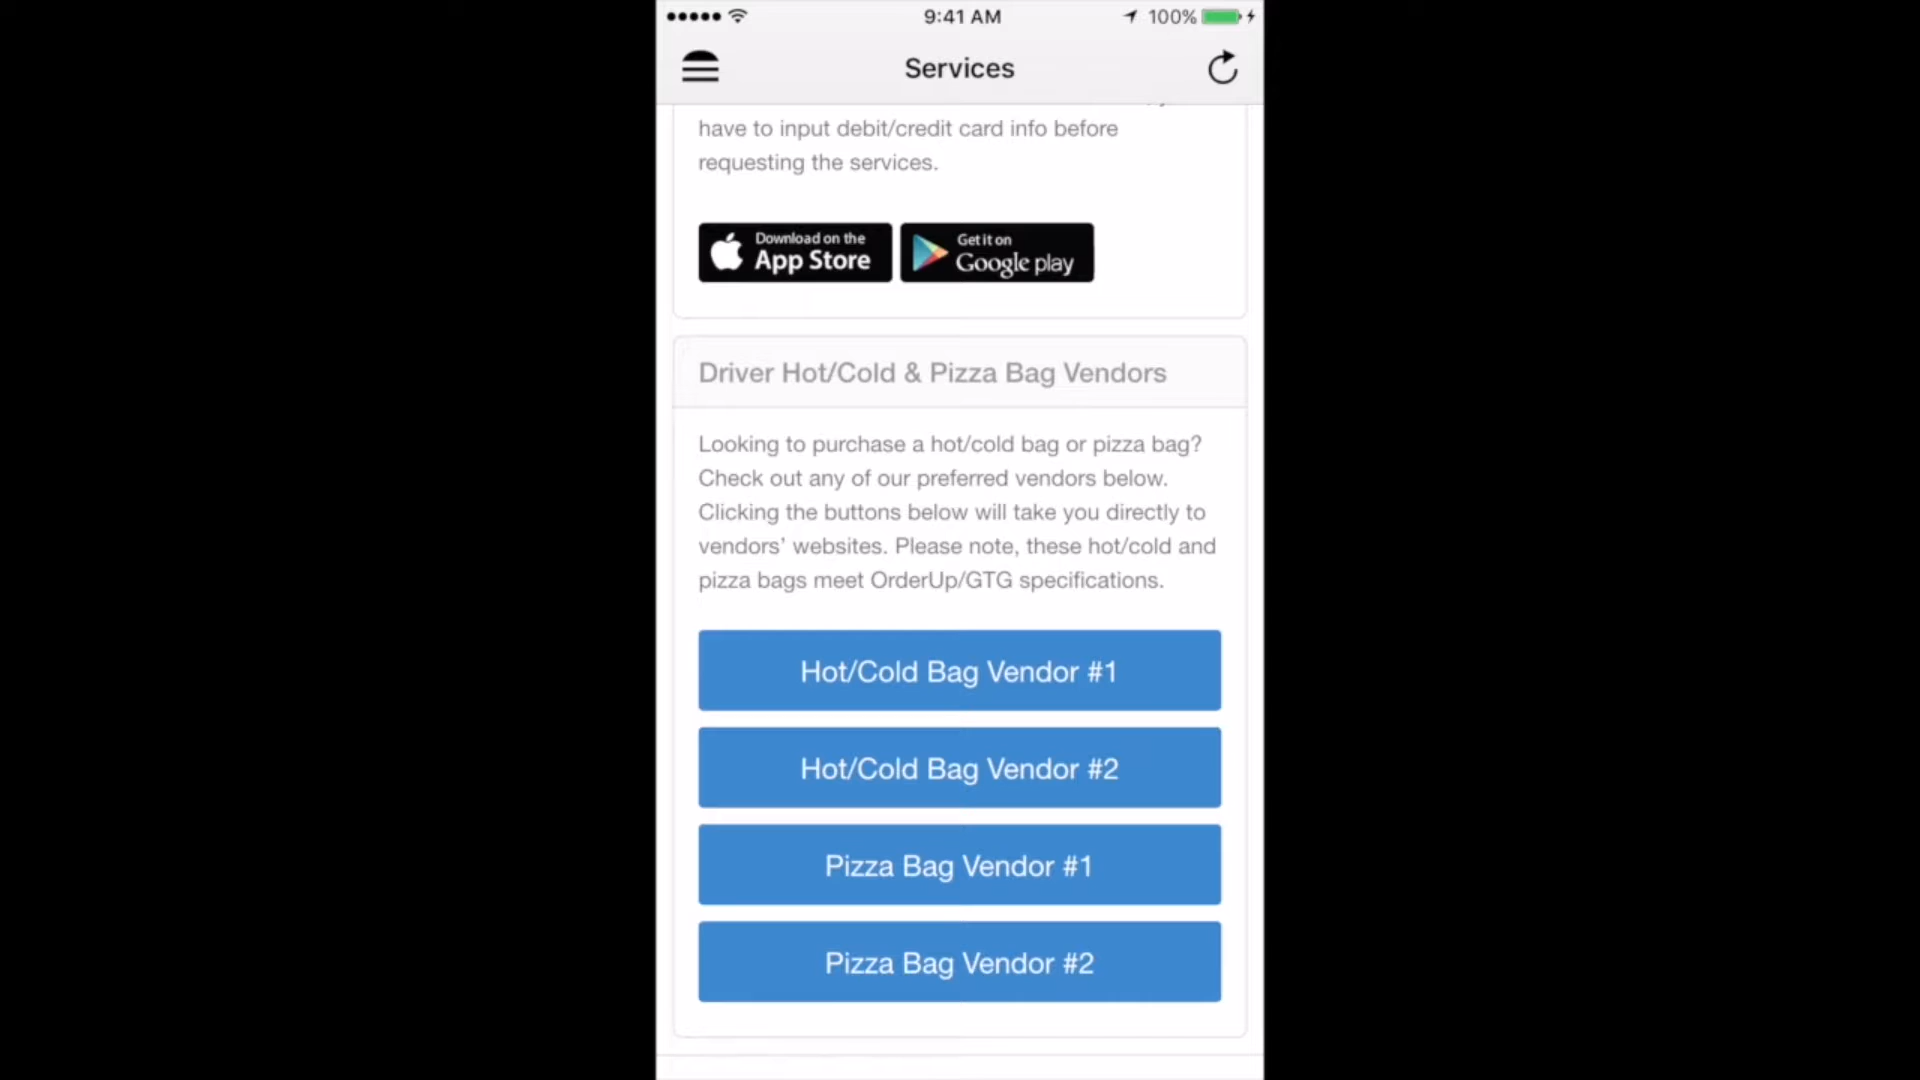 9:41 AM
100%
Services
have to input debit/credit card info before
requesting the services.
Download on the
App Store
Get it on
Google play
Driver Hot/Cold & Pizza Bag Vendors
Looking to purchase a hot/cold bag or pizza bag?
Check out any of our preferred vendors below.
Clicking the buttons below will take you directly to
vendors’ websites. Please note, these hot/cold and
pizza bags meet OrderUp/GTG specifications.
Hot/Cold Bag Vendor #1
Hot/Cold Bag Vendor #2
Pizza Bag Vendor #1
Pizza Bag Vendor #2